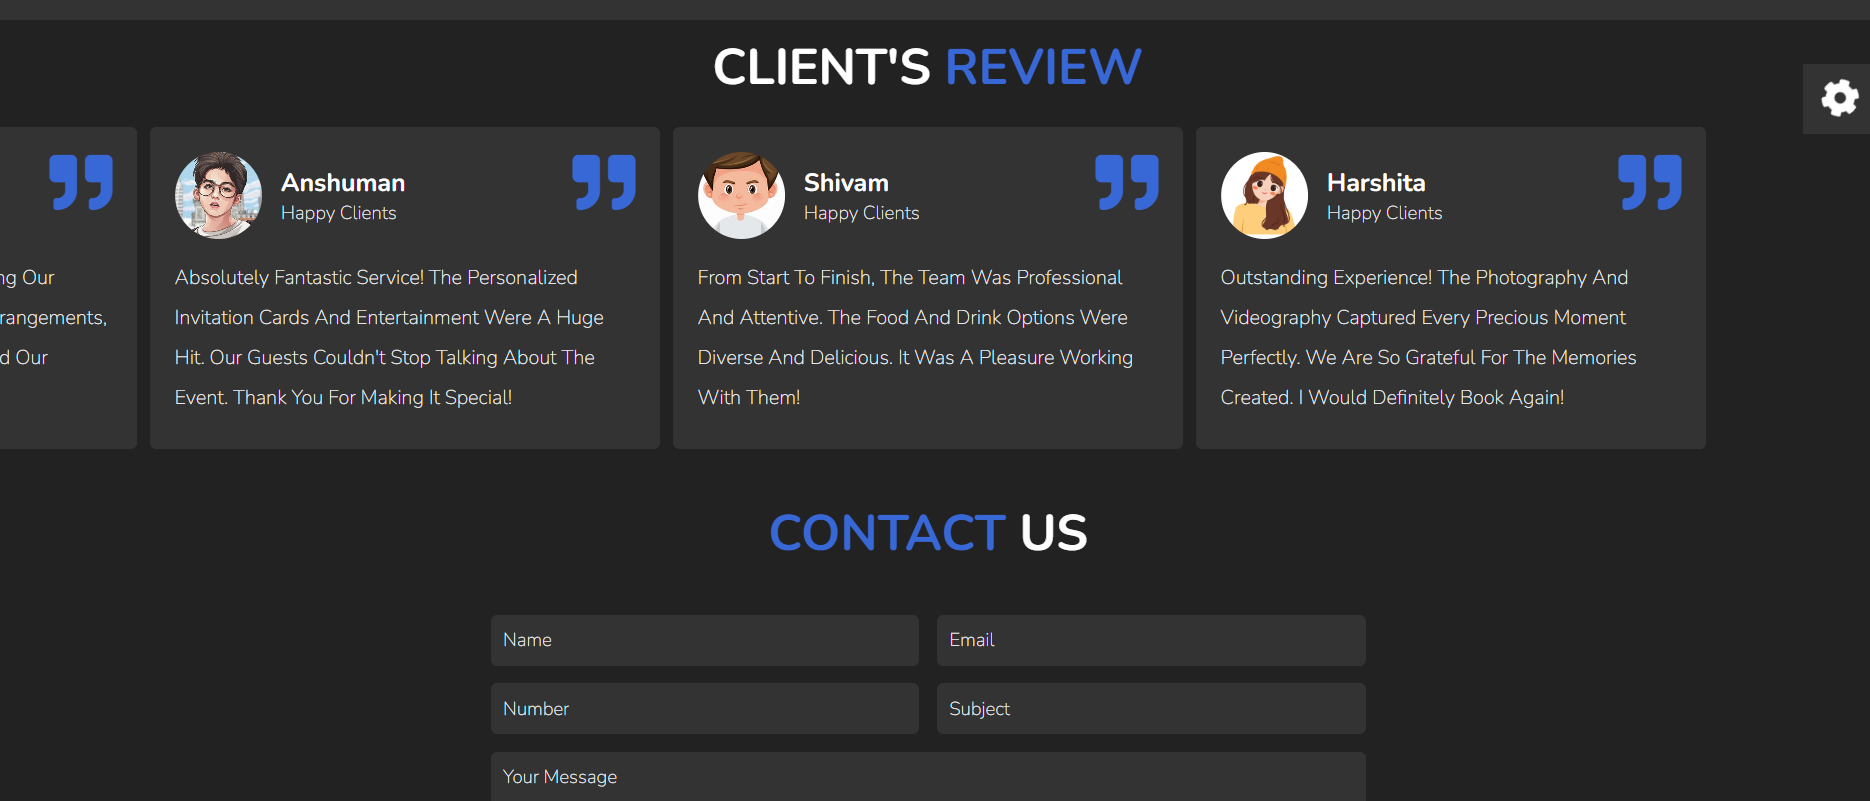 CLIENT'S REVIEW
ng Our
rangements,
d Our
Anshuman
Happy Clients
Absolutely Fantastic Service! The Personalized
Invitation Cards And Entertainment Were A Huge
Hit. Our Guests Couldn't Stop Talking About The
Event. Thank You For Making It Special!
Shivam
Happy Clients
From Start To Finish, The Team Was Professional
And Attentive. The Food And Drink Options Were
Diverse And Delicious. It Was A Pleasure Working
With Them!
Harshita
Happy Clients
Outstanding Experience! The Photography And
Videography Captured Every Precious Moment
Perfectly. We Are So Grateful For The Memories
Created. I Would Definitely Book Again!
CONTACT US
Name
Email
Number
Subject
Your Message